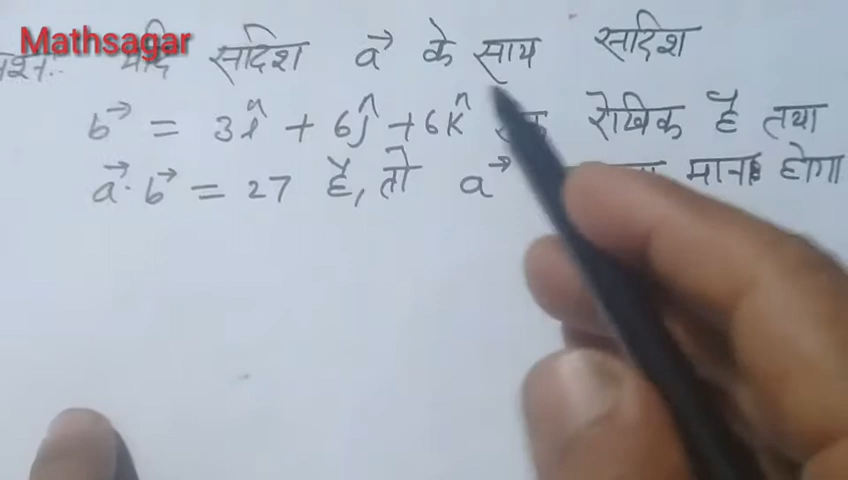 Mathsagar
यदि सदिश a→ के साथ सदिश
b→ = 3î + 6ĵ + 6k̂ रेखिक है तथा
a→. b→ = 27 है, तो a→ मान होगा